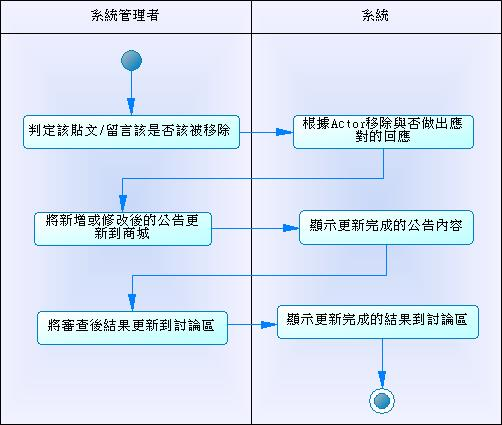 系統管理者
系統
判定該貼文/留言該是否該被移除
根據Actor移除與否做出應
對的回應
將新增或修改後的公告更
新到商城
顯示更新完成的公告內容
將審查後結果更新到討論區
顯示更新完成的結果到討論區